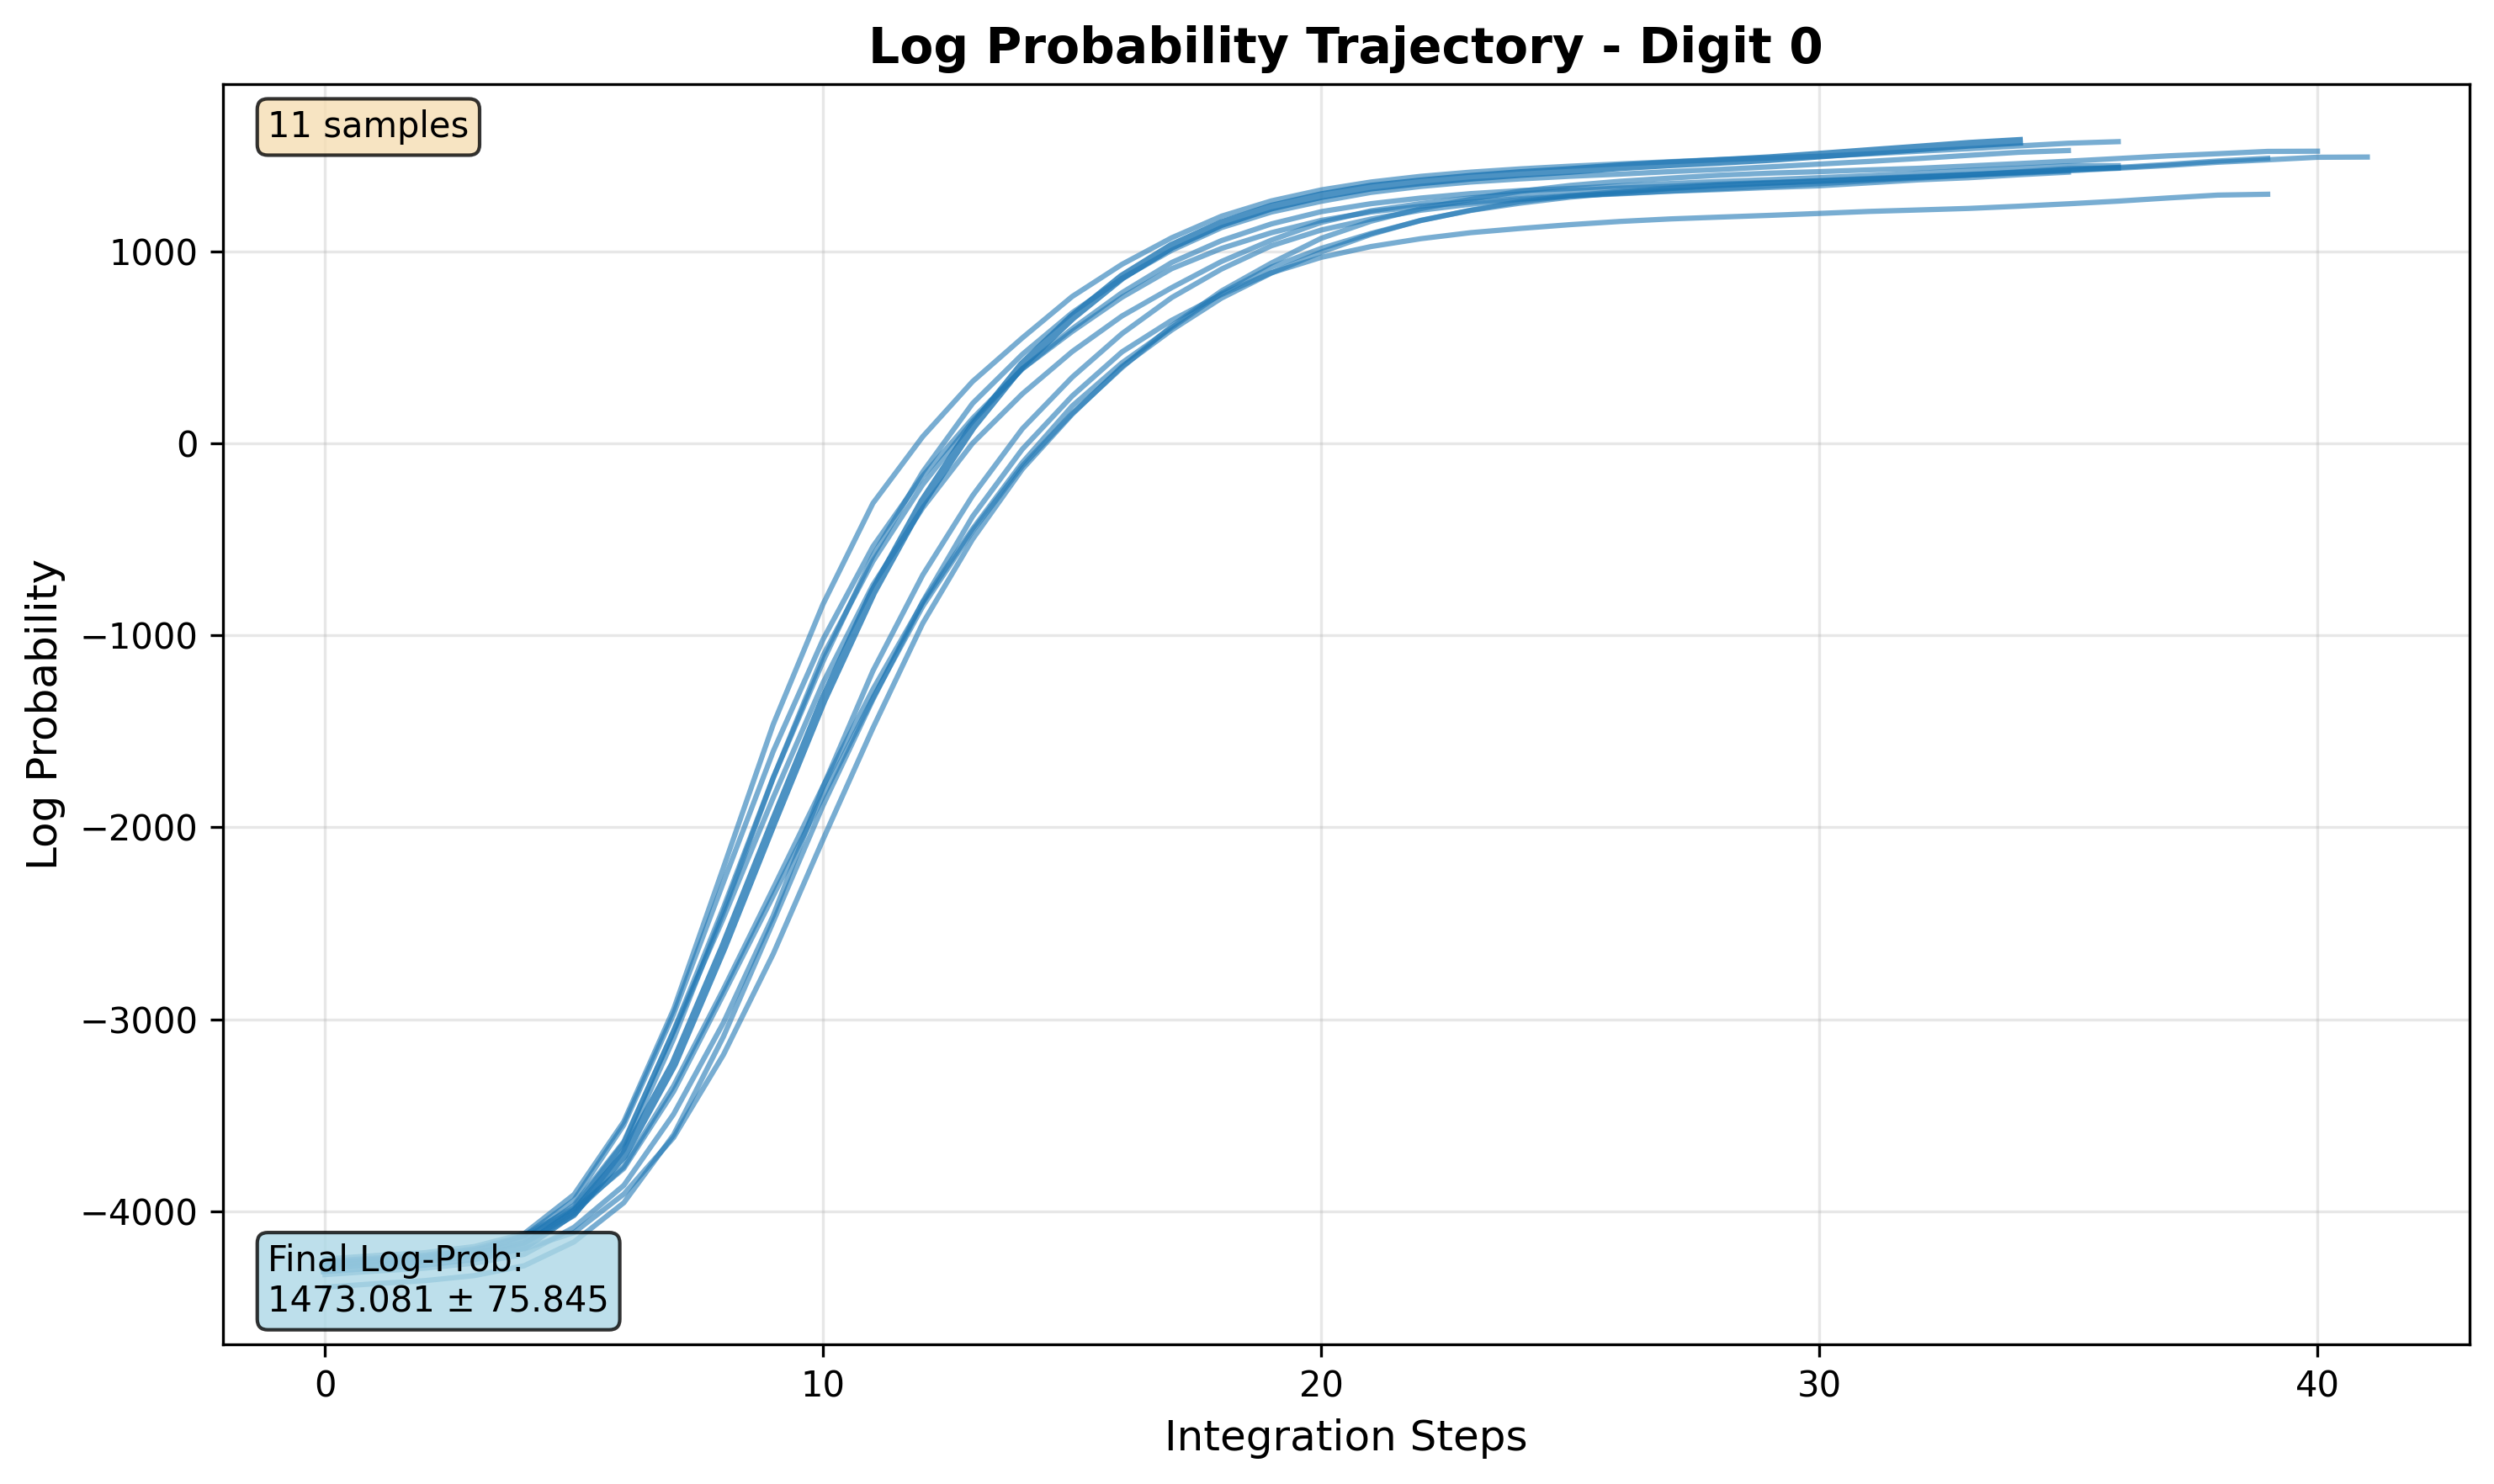 Log Probability Trajectory - Digit 0
11 samples
1000
0
−1000
−2000
−3000
−4000
Log Probability
Final Log-Prob:
1473.081 ± 75.845
0
10
20
30
40
Integration Steps